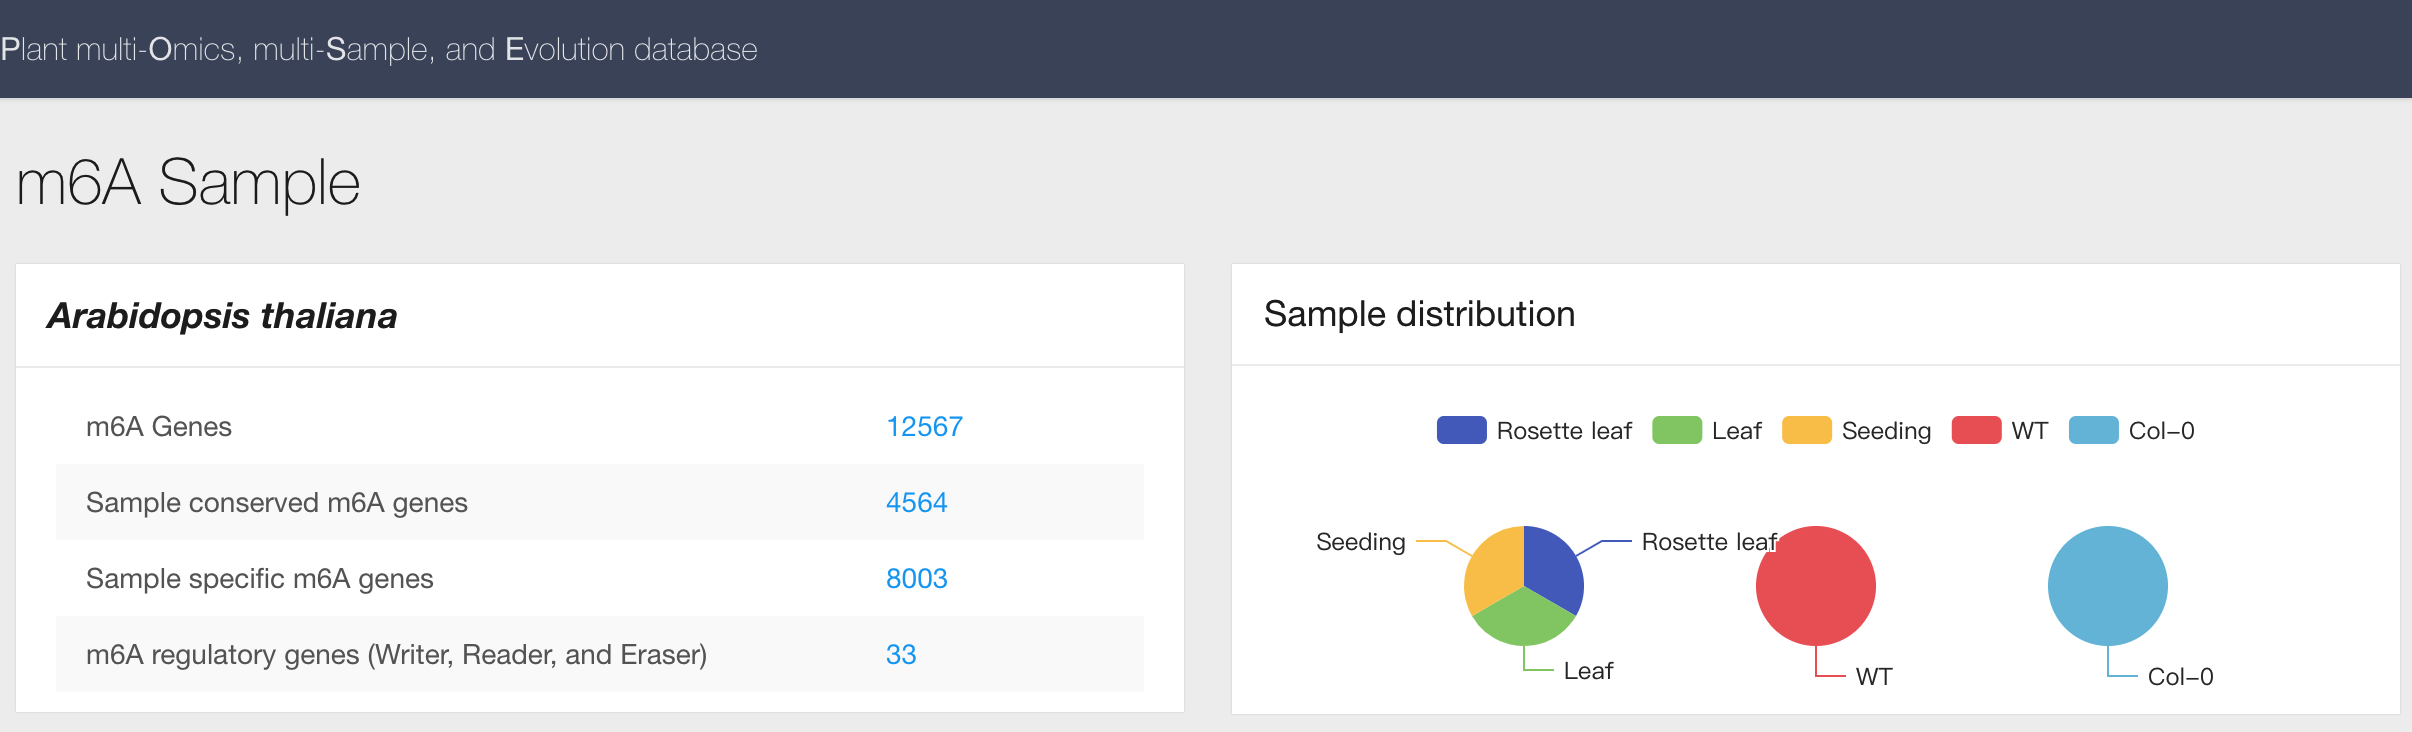 Plant multi-Omics, multi-Sample, and Evolution database
m6A Sample
Arabidopsis thaliana
m6A Genes 12567
Sample conserved m6A genes 4564
Sample specific m6A genes 8003
m6A regulatory genes (Writer, Reader, and Eraser) 33
Sample distribution
Rosette leaf Leaf Seeding WT Col-0
Seeding Rosette leaf
Leaf WT Col-0